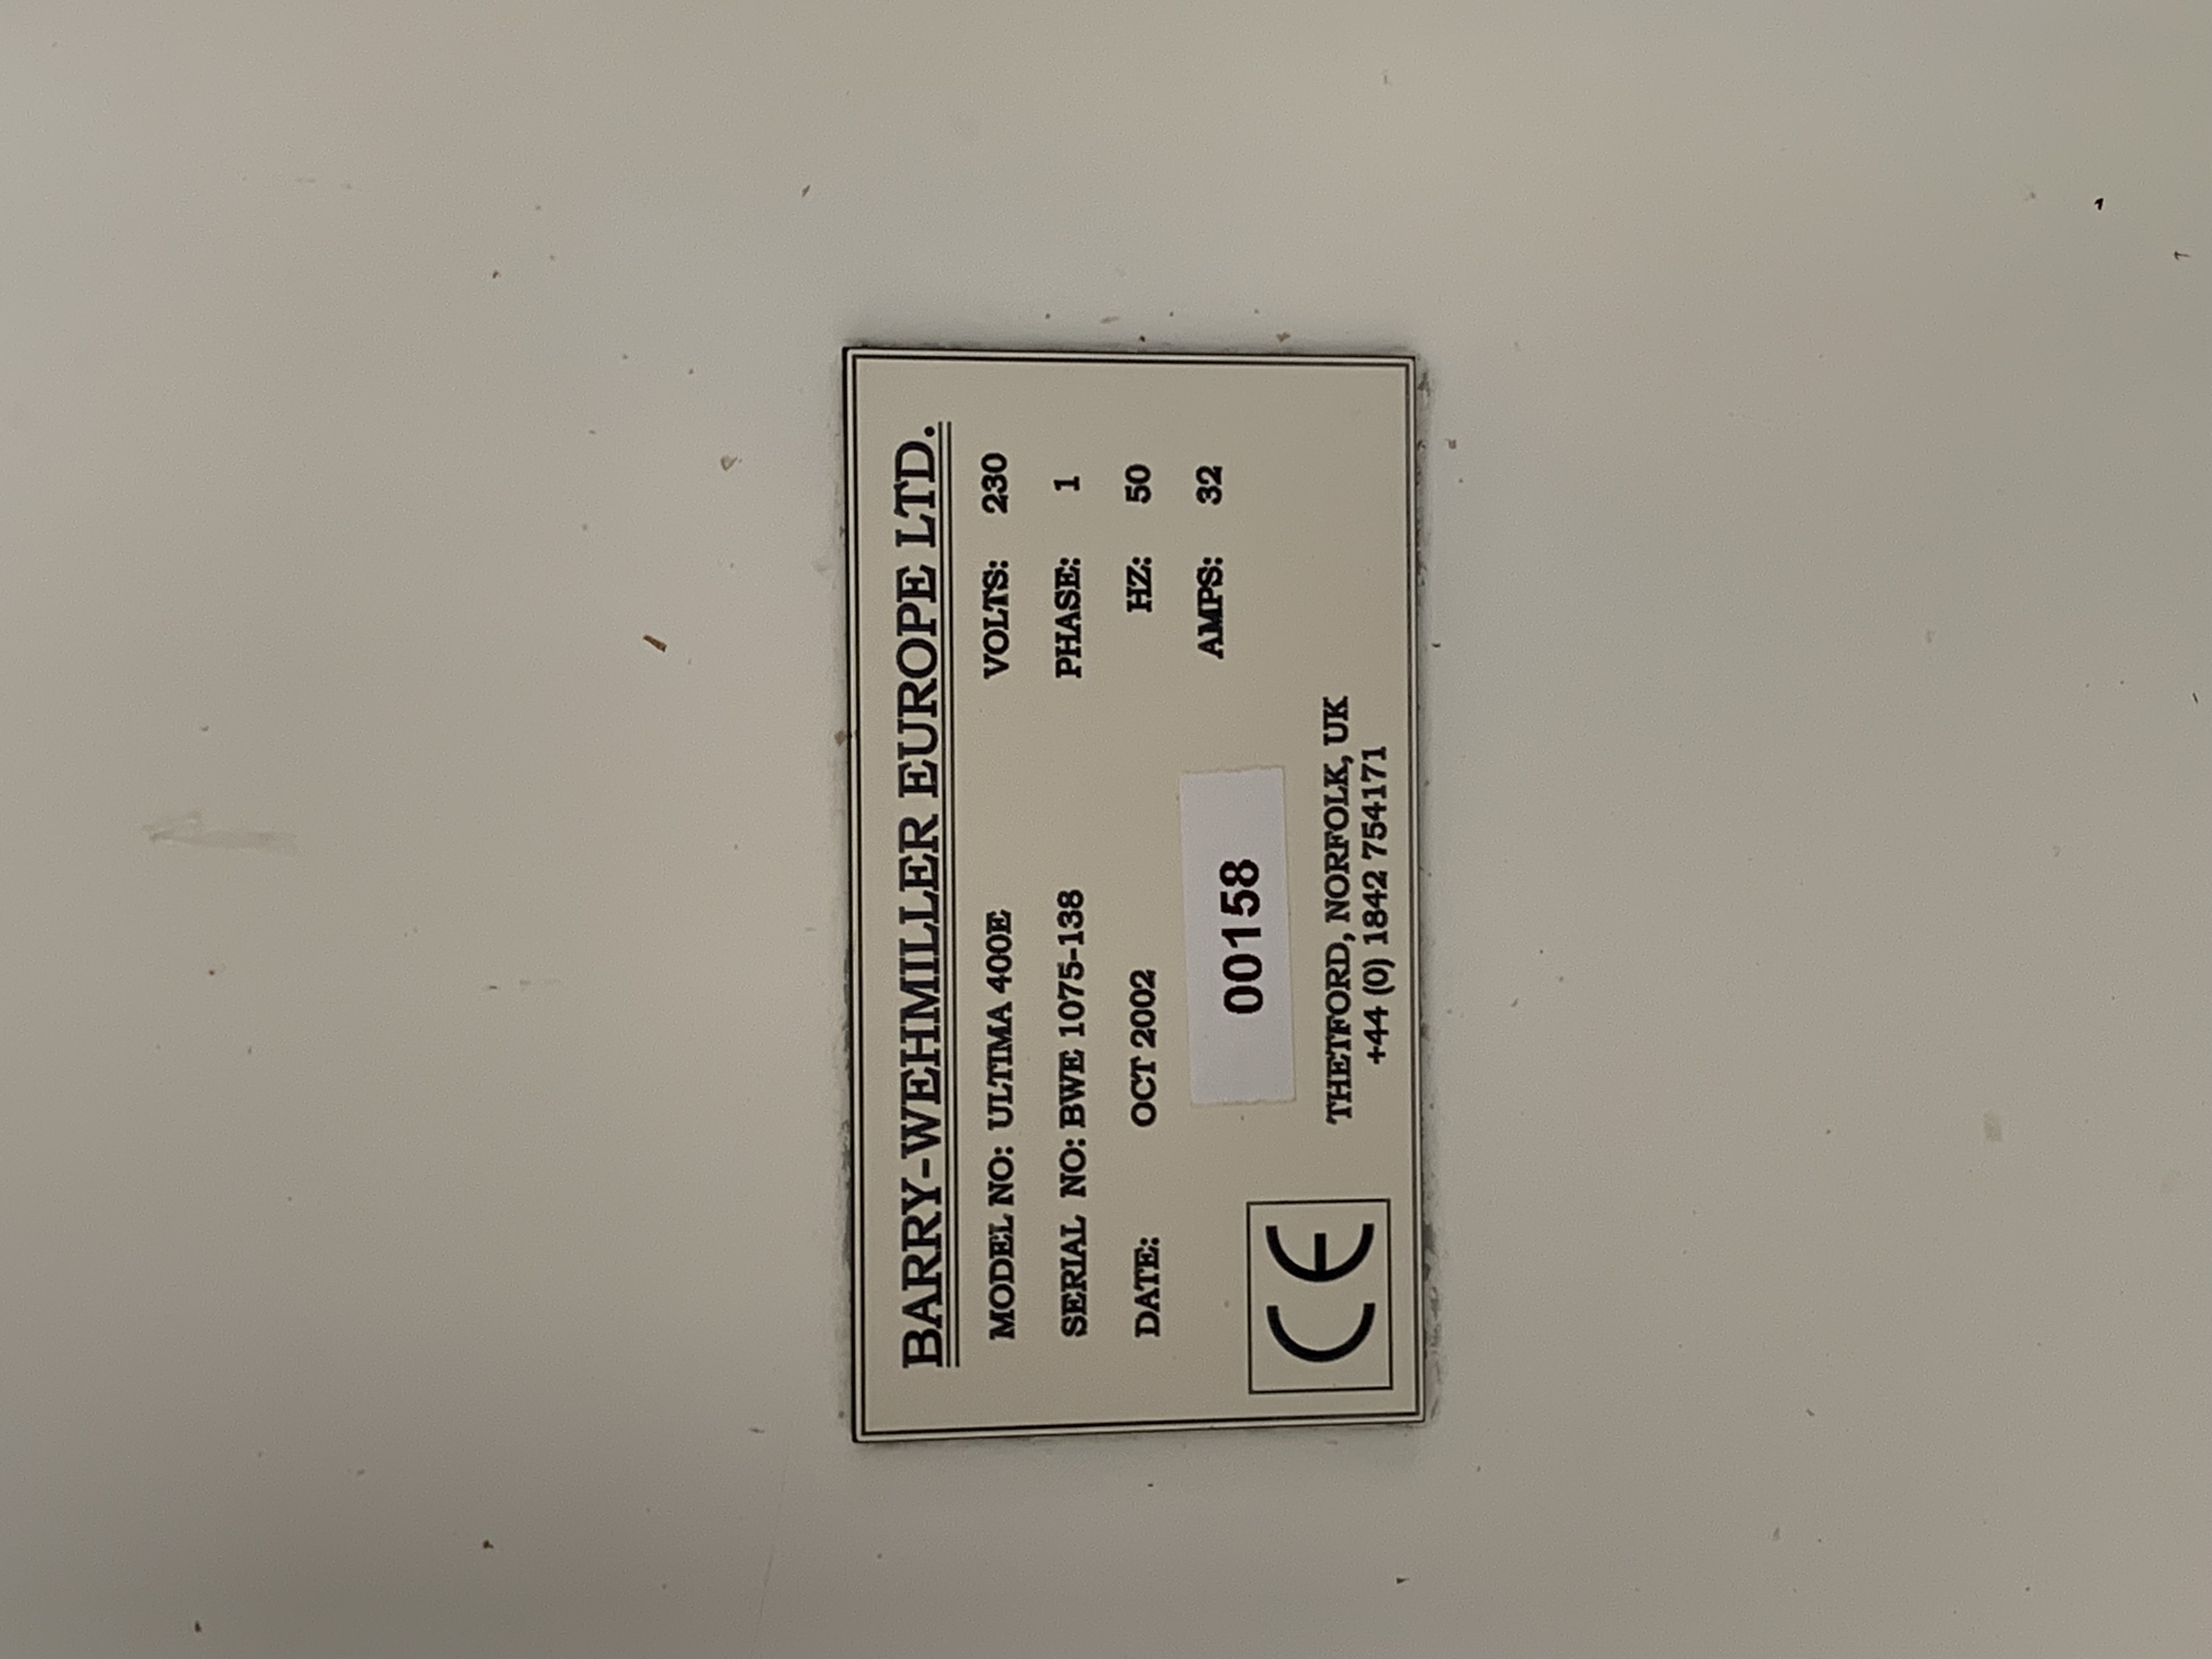 BARRY-WEHMILLER EUROPE LTD.
MODEL NO: ULTIMA 400E VOLTS: 230
SERIAL NO: BWE 1075-138 PHASE: 1
DATE: OCT 2002 HZ: 50
AMPS: 32
00158
CE
THETFORD, NORFOLK, UK
+44 (0) 1842 754171